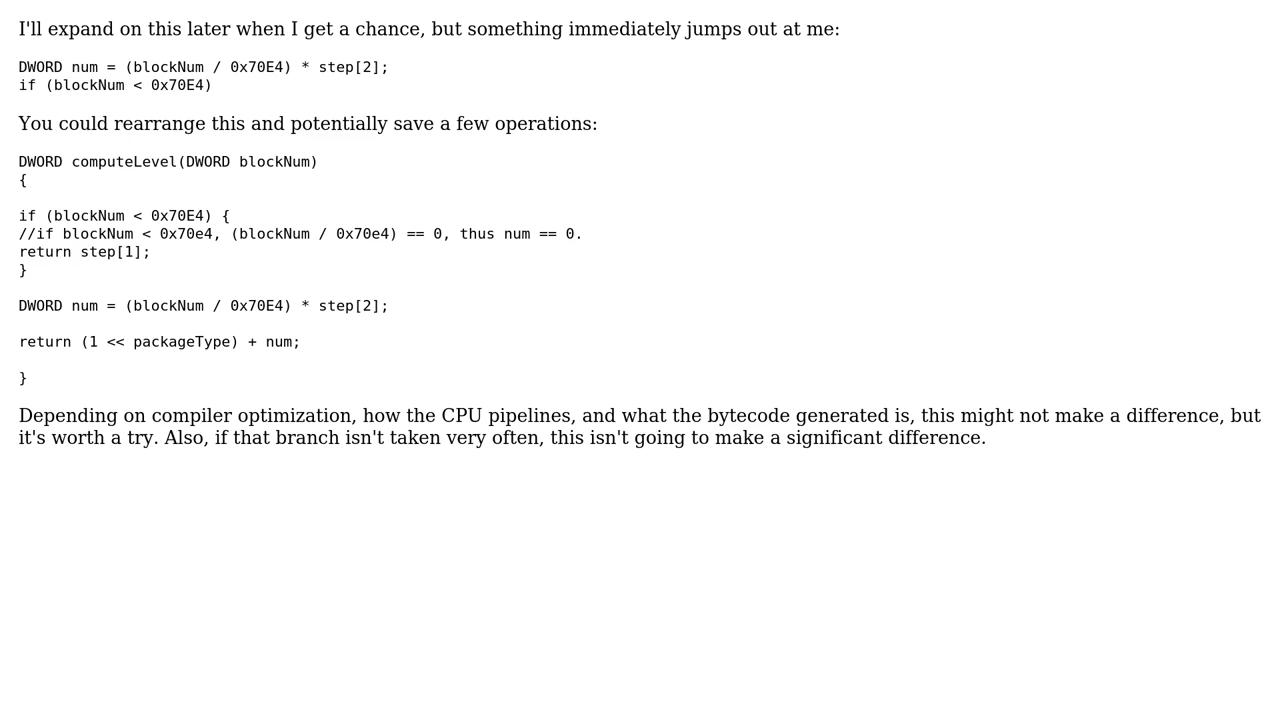 I'll expand on this later when I get a chance, but something immediately jumps out at me:
DWORD num = (blockNum / 0x70E4) * step[2];
if (blockNum < 0x70E4)
You could rearrange this and potentially save a few operations:
DWORD computeLevel(DWORD blockNum)
{
if (blockNum < 0x70E4) {
//if blockNum < 0x70e4, (blockNum / 0x70e4) == 0, thus num == 0.
return step[1];
}
DWORD num = (blockNum / 0x70E4) * step[2];
return (1 << packageType) + num;
}
Depending on compiler optimization, how the CPU pipelines, and what the bytecode generated is, this might not make a difference, but
it's worth a try. Also, if that branch isn't taken very often, this isn't going to make a significant difference.